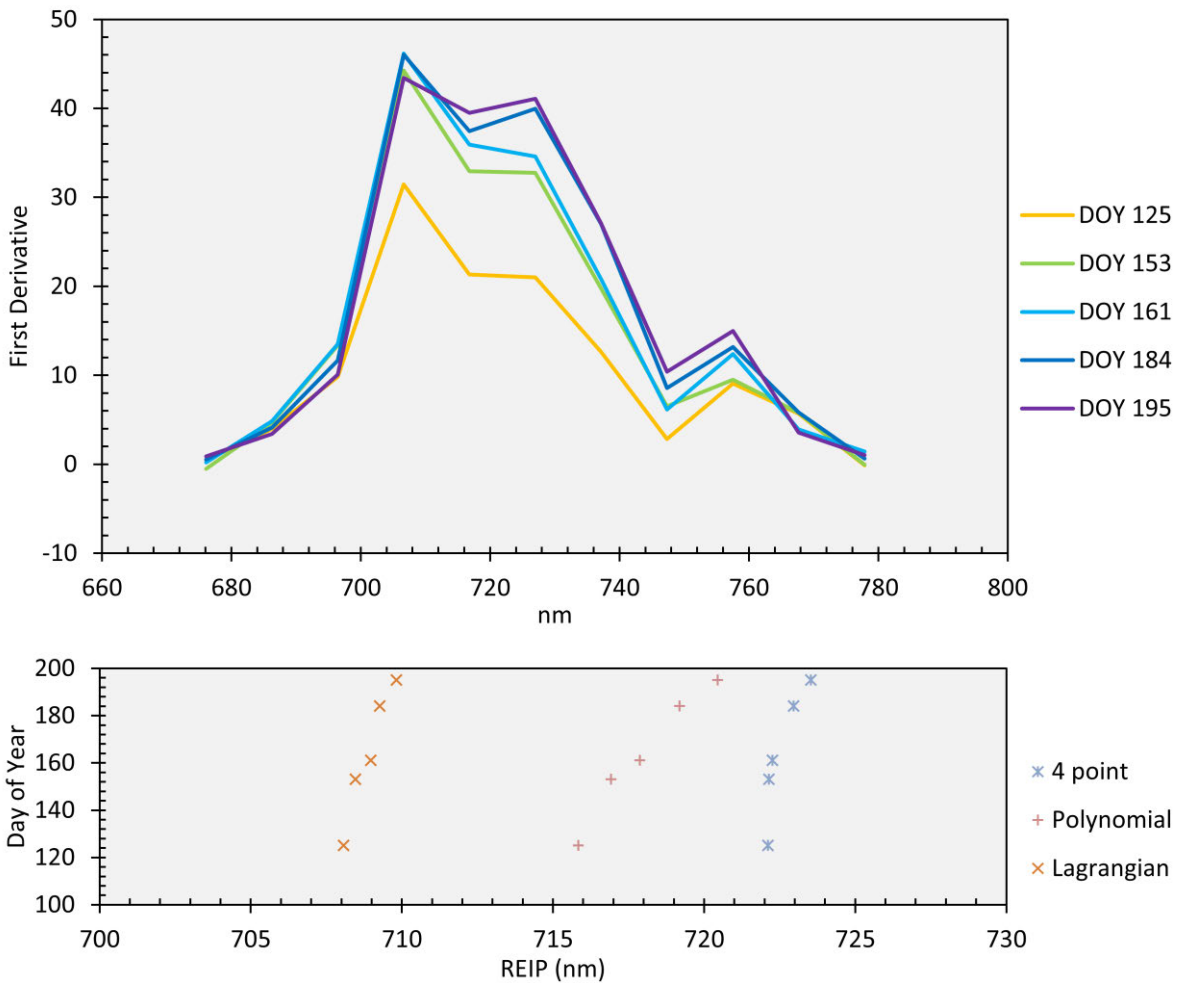 50
40
30
20
10
0
-10
First Derivative
660 680 700 720 740 760 780 800
nm
DOY 125
DOY 153
DOY 161
DOY 184
DOY 195
200
180
160
140
120
100
Day of Year
700 705 710 715 720 725 730
REIP (nm)
4 point
Polynomial
Lagrangian